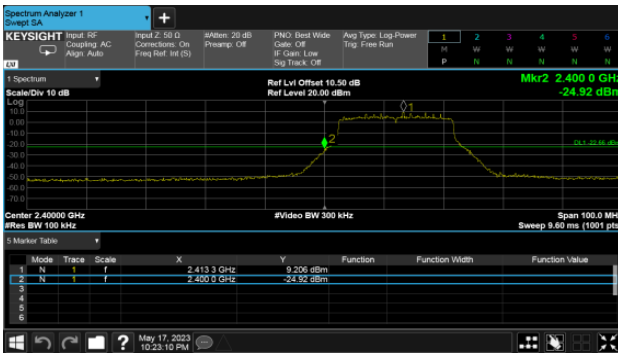 Spectrum Analyzer 1
Swept SA
KEYSIGHT Input: RF Input Z: 50 Ω #Atten: 20 dB PNO: Best Wide Avg Type: Log-Power 1 2 3 4 5 6
Coupling: AC Corrections: On Preamp: Off Gate: Off Trig: Free Run M W W W W W
Align: Auto Freq Ref: Int (S) IF Gain: Low
Sig Track: Off P N N N N N
LXI
1 Spectrum Ref Lvl Offset 10.50 dB Mkr2 2.400 0 GHz
Scale/Div 10 dB Ref Level 20.00 dBm -24.92 dBm
Log
10.0
0.00
-10.0
-20.0
-30.0
-40.0
-50.0
-60.0
-70.0
1
2
DL1 -22.66 dBm
Center 2.40000 GHz #Video BW 300 kHz Span 100.0 MHz
#Res BW 100 kHz Sweep 9.60 ms (1001 pts)
5 Marker Table
Mode Trace Scale X Y Function Function Width Function Value
1 N 1 f 2.413 3 GHz 9.206 dBm
2 N 1 f 2.400 0 GHz -24.92 dBm
3
4
5
6
? May 17, 2023
10:23:10 PM